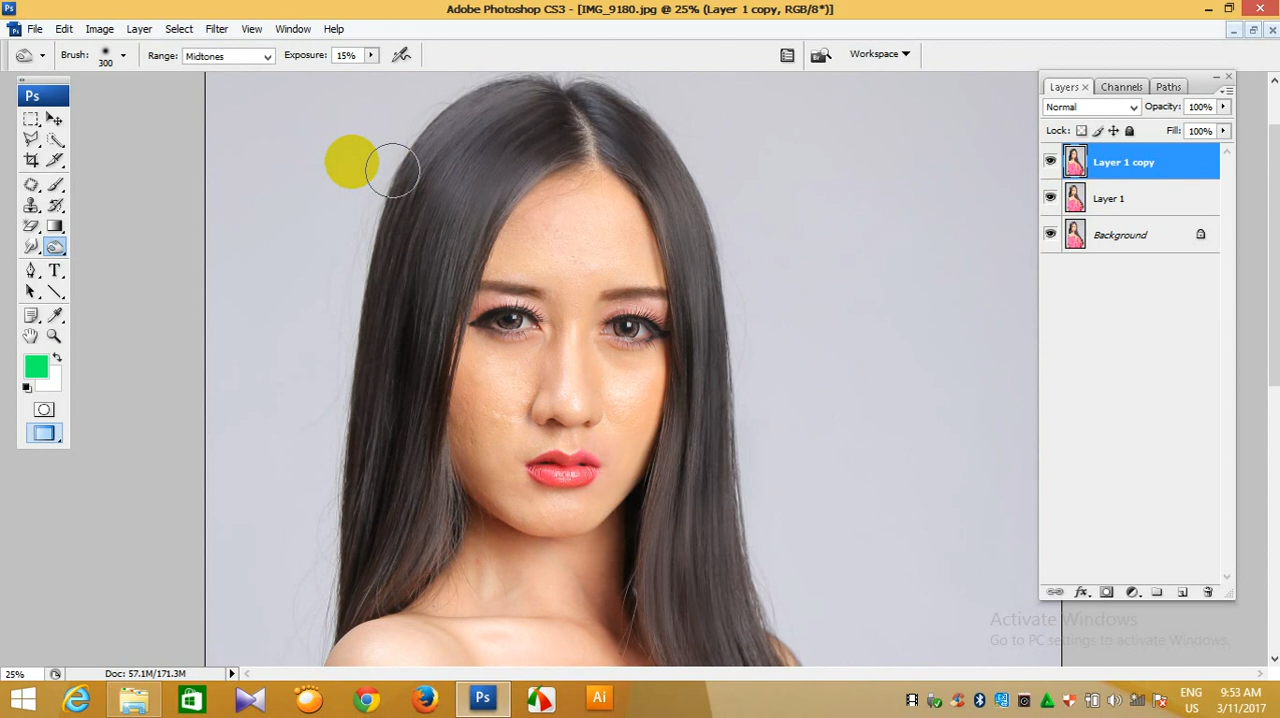 Adobe Photoshop CS3 - [IMG_9180.jpg @ 25% (Layer 1 copy, RGB/8*)]
Ps File Edit Image Layer Select Filter View Window Help
Brush: 300 Range: Midtones Exposure: 15% Workspace
Ps
T
Layers Channels Paths
Normal Opacity: 100%
Lock: Fill: 100%
Layer 1 copy
Layer 1
Background
fx
Activate Windows
Go to PC settings to activate Windows.
25% Doc: 57.1M/171.3M
Ps Ai
ENG 9:53 AM
US 3/11/2017